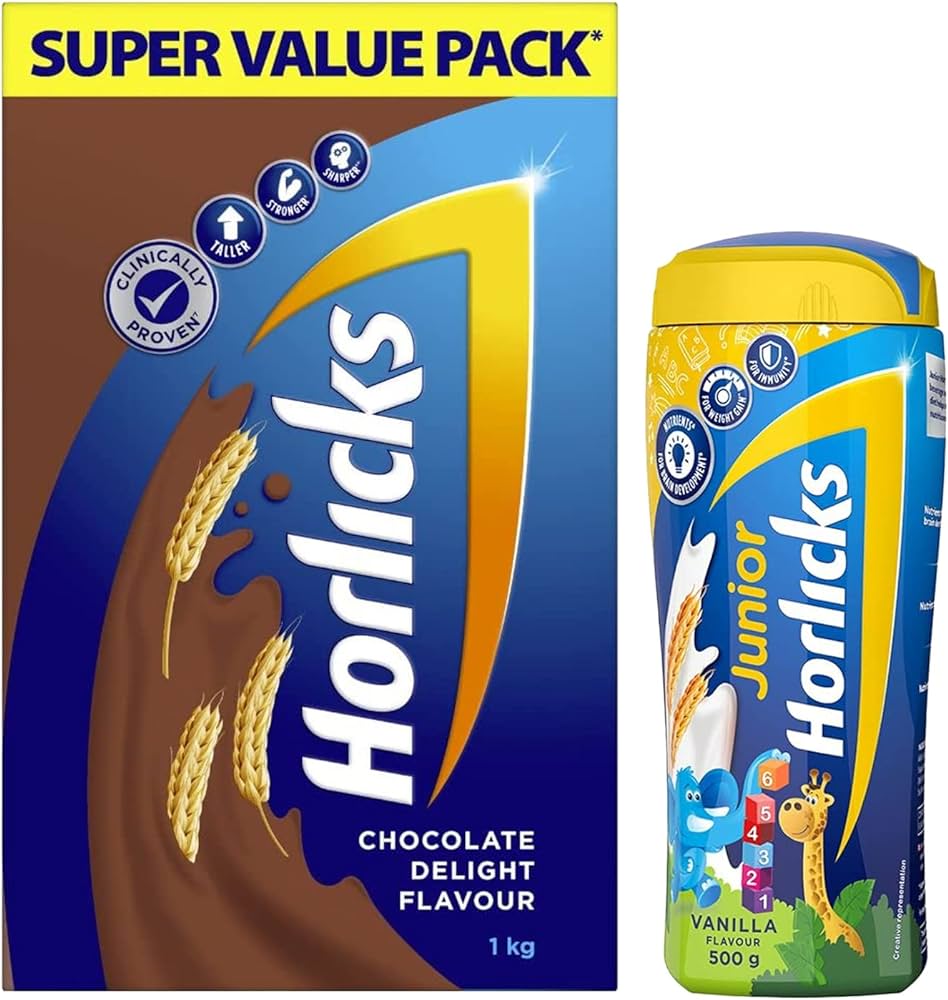 SUPER VALUE PACK*
CLINICALLY
PROVEN
TALLER
STRONGER
SHARPER
Horlicks
CHOCOLATE
DELIGHT
FLAVOUR
1 kg
NUTRIENTS
FOR BRAIN DEVELOPMENT
FOR WEIGHT GAIN
FOR IMMUNITY
Junior
Horlicks
6
5
4
3
2
1
VANILLA
FLAVOUR
500 g
Creative representation